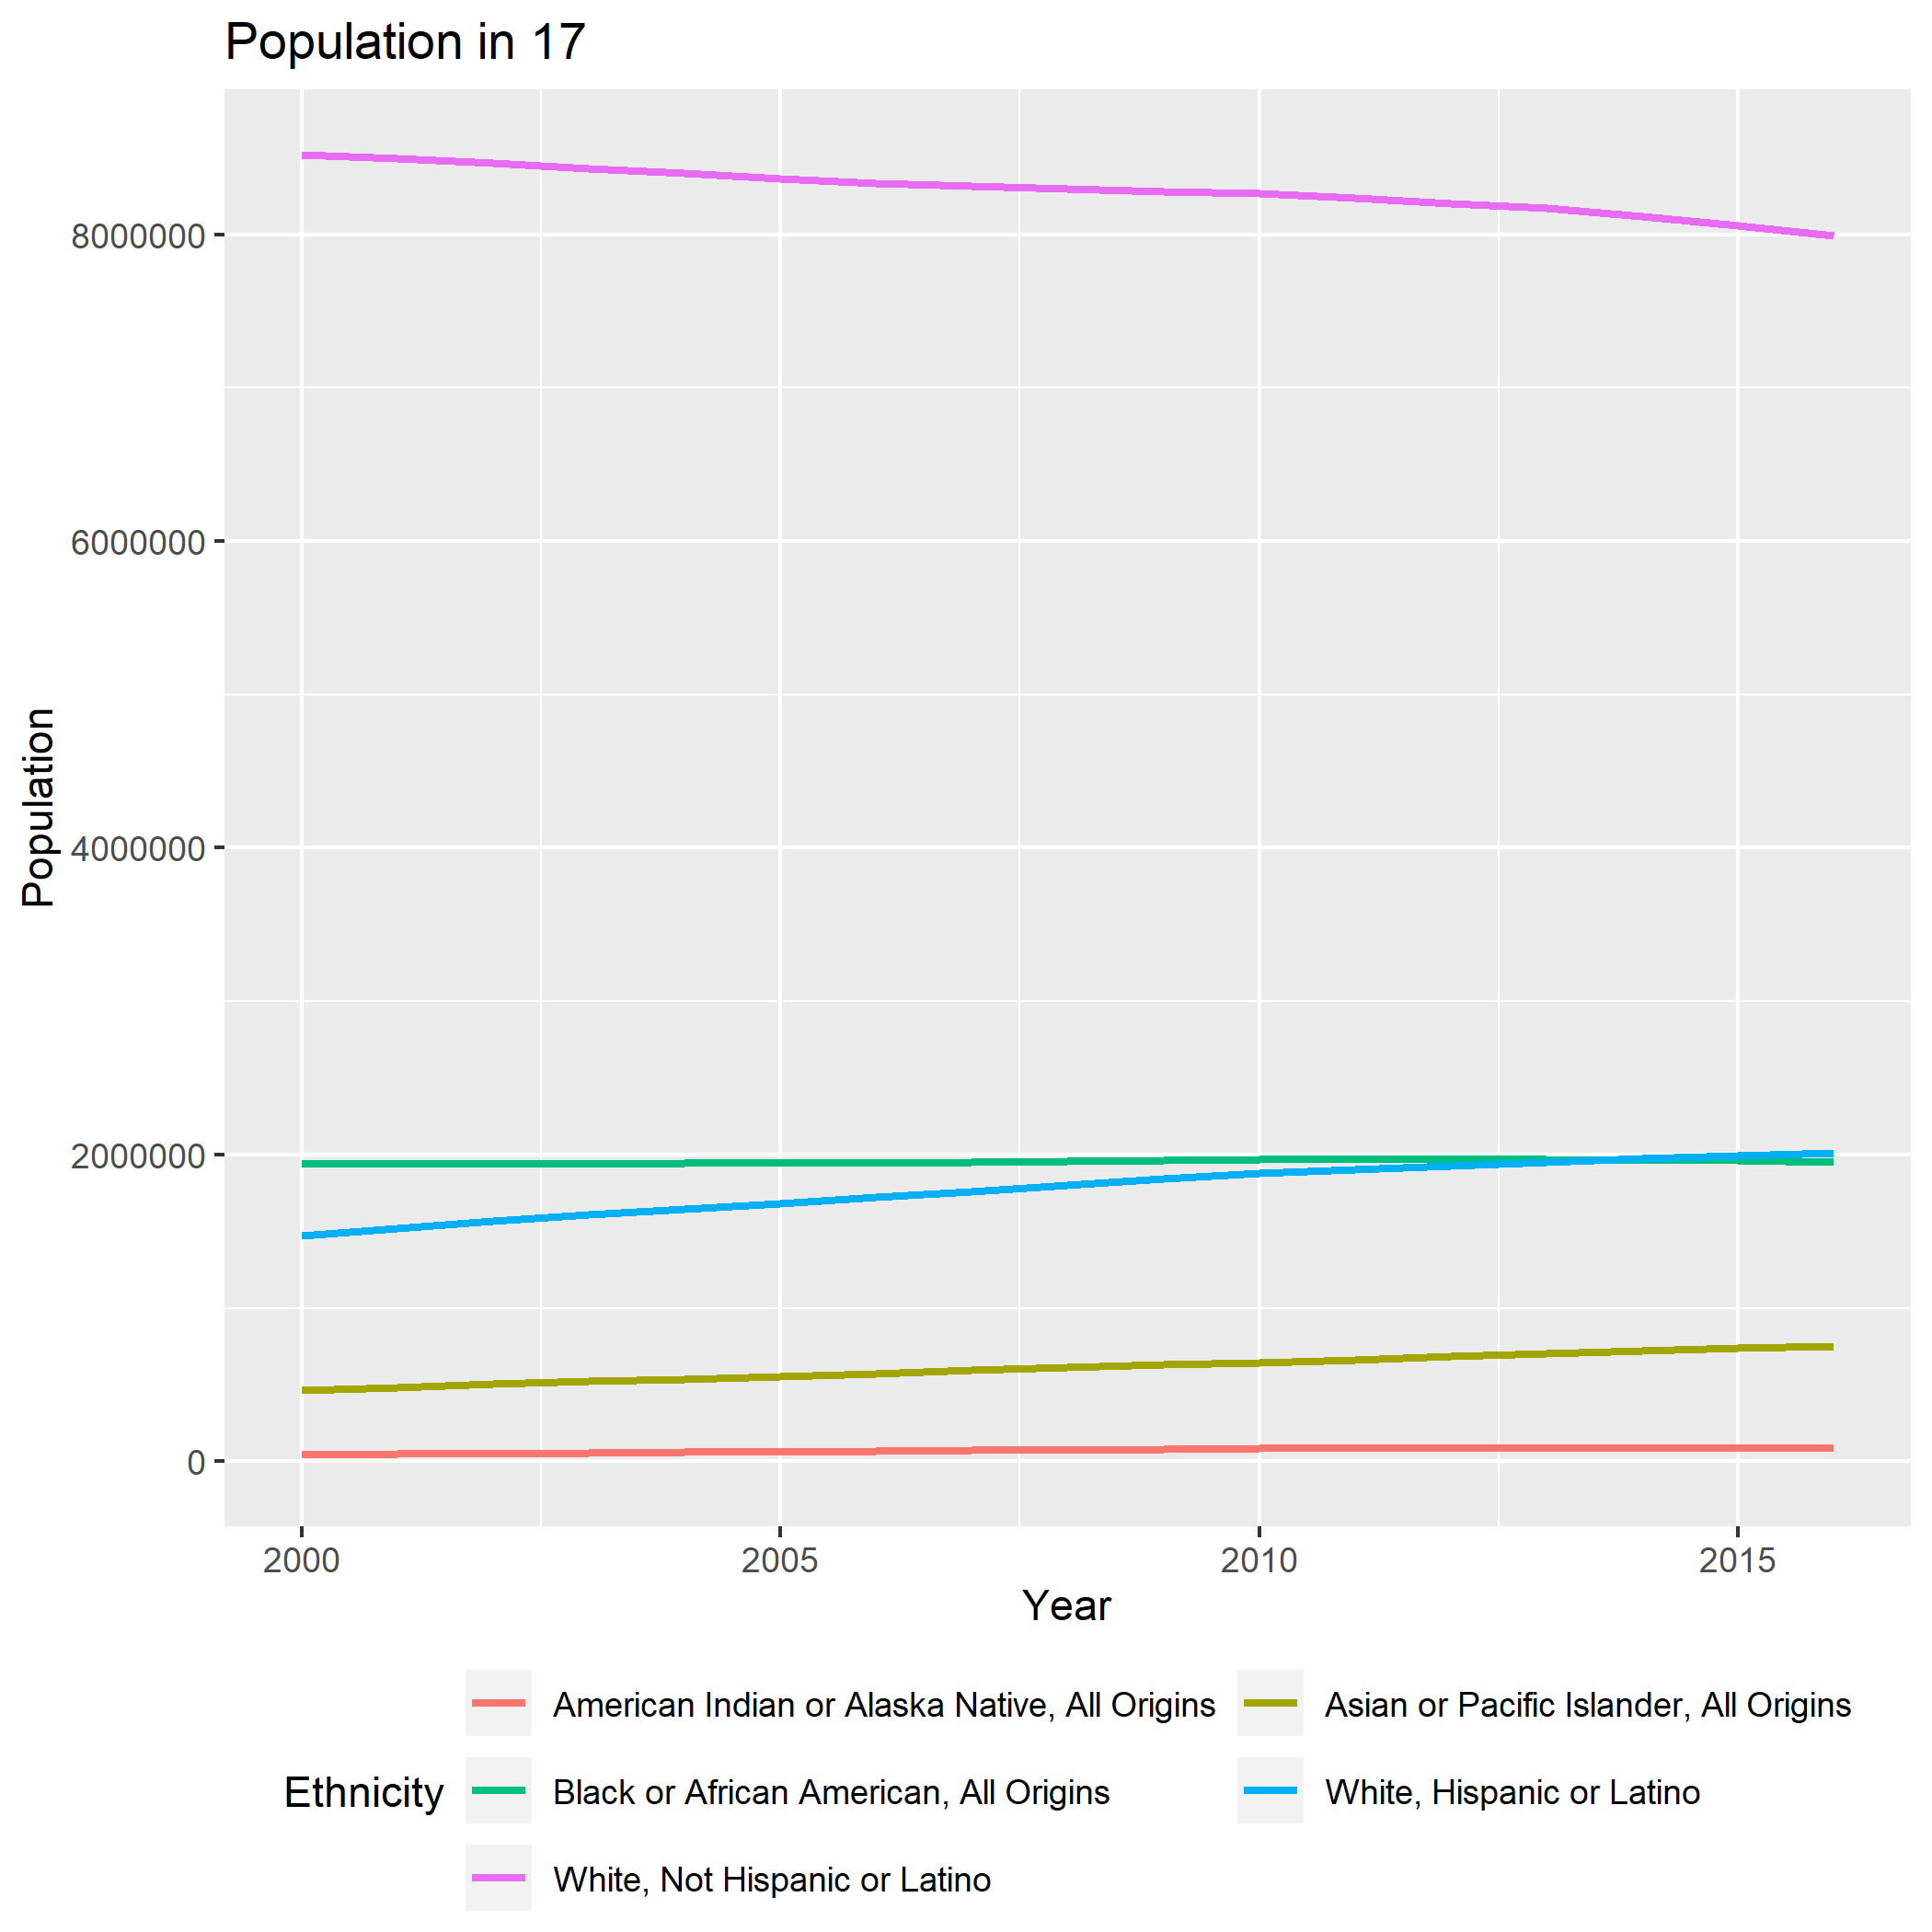 Population in 17
8000000
6000000
4000000
2000000
0
Population
2000 2005 2010 2015
Year
Ethnicity
American Indian or Alaska Native, All Origins
Asian or Pacific Islander, All Origins
Black or African American, All Origins
White, Hispanic or Latino
White, Not Hispanic or Latino